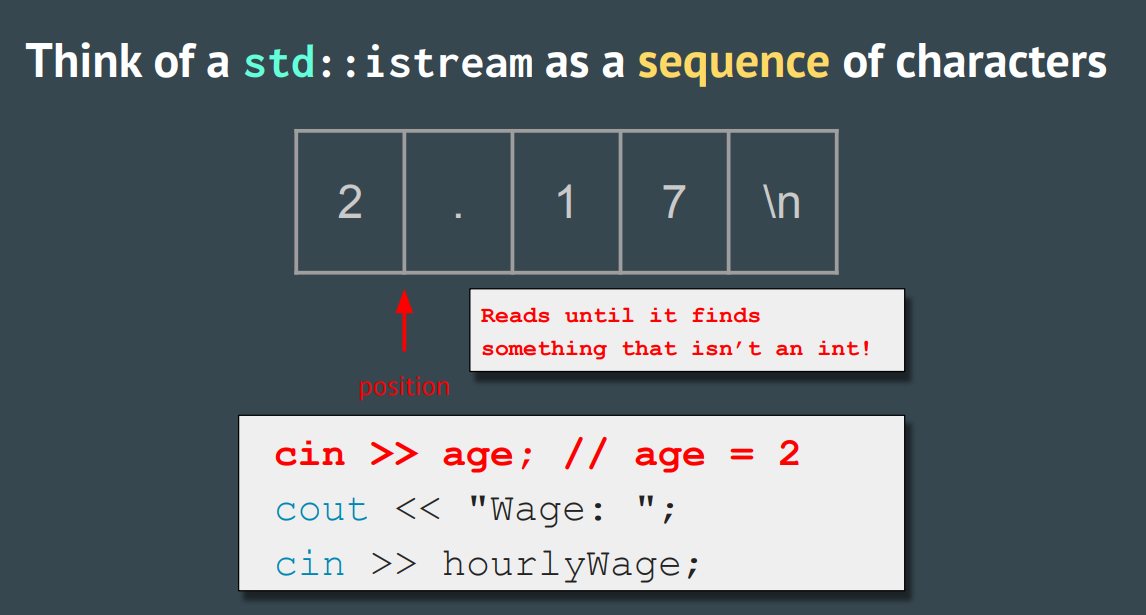 Think of a std::istream as a sequence of characters
2 . 1 7 \n
Reads until it finds
something that isn’t an int!
position
cin >> age; // age = 2
cout << "Wage: ";
cin >> hourlyWage;